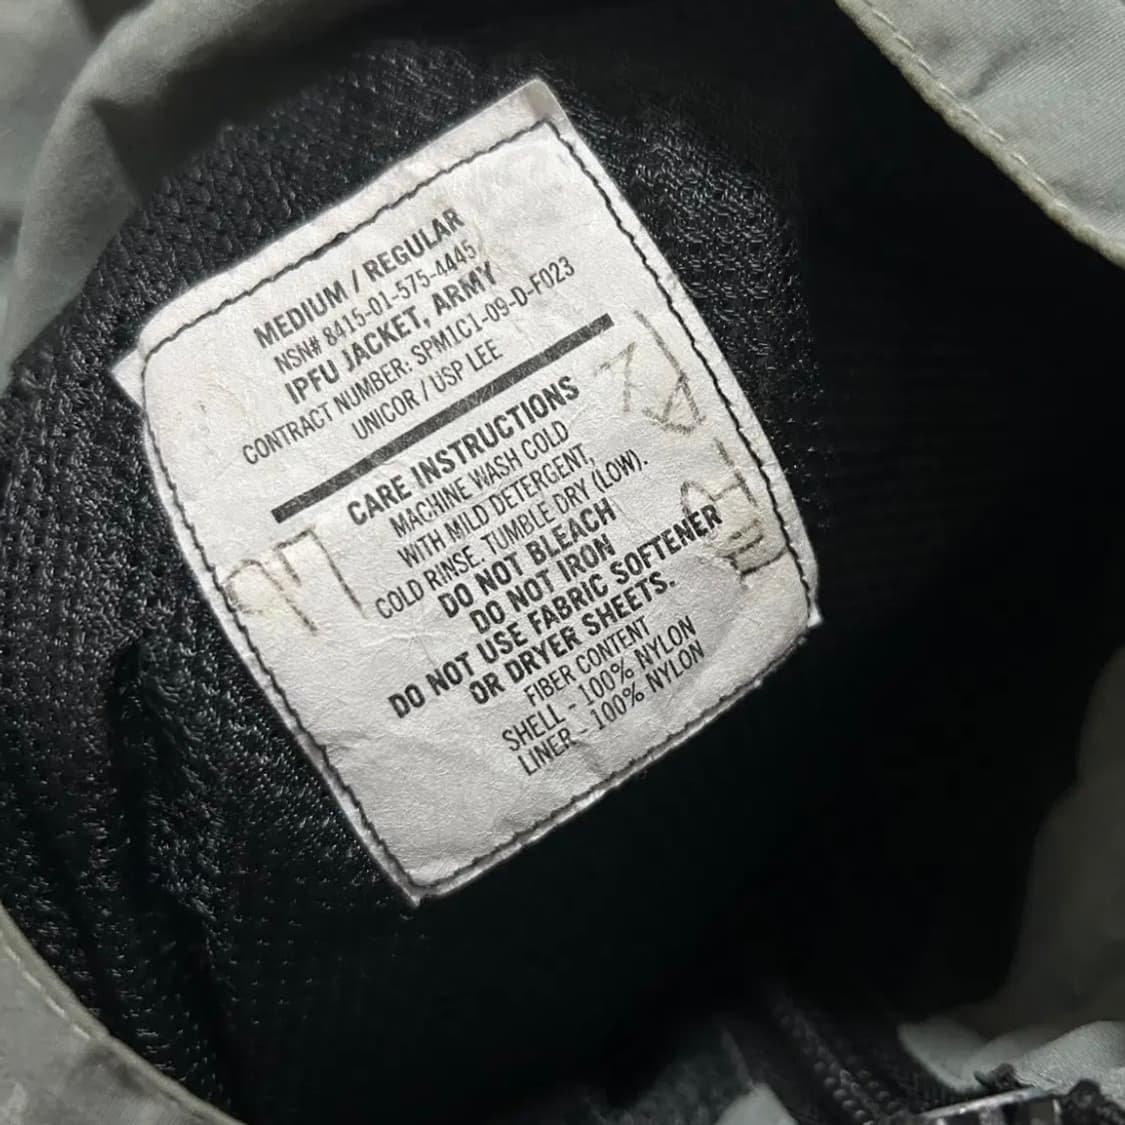 MEDIUM / REGULAR
NSN# 8415-01-575-4445
IPFU JACKET, ARMY
CONTRACT NUMBER: SPM1C1-09-D-F023
UNICOR / USP LEE
CARE INSTRUCTIONS
MACHINE WASH COLD
WITH MILD DETERGENT,
COLD RINSE. TUMBLE DRY (LOW).
DO NOT BLEACH
DO NOT IRON
DO NOT USE FABRIC SOFTENER
OR DRYER SHEETS.
FIBER CONTENT
SHELL - 100% NYLON
LINER - 100% NYLON